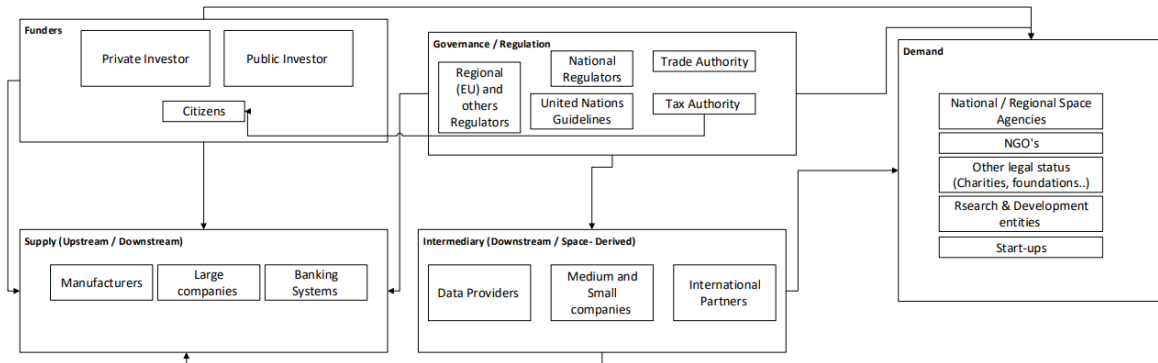 Funders
Private Investor
Public Investor
Citizens
Governance / Regulation
Regional
(EU) and
others
Regulators
National
Regulators
United Nations
Guidelines
Trade Authority
Tax Authority
Demand
National / Regional Space
Agencies
NGO's
Other legal status
(Charities, foundations..)
Rsearch & Development
entities
Start-ups
Supply (Upstream / Downstream)
Manufacturers
Large
companies
Banking
Systems
Intermediary (Downstream / Space- Derived)
Data Providers
Medium and
Small
companies
International
Partners